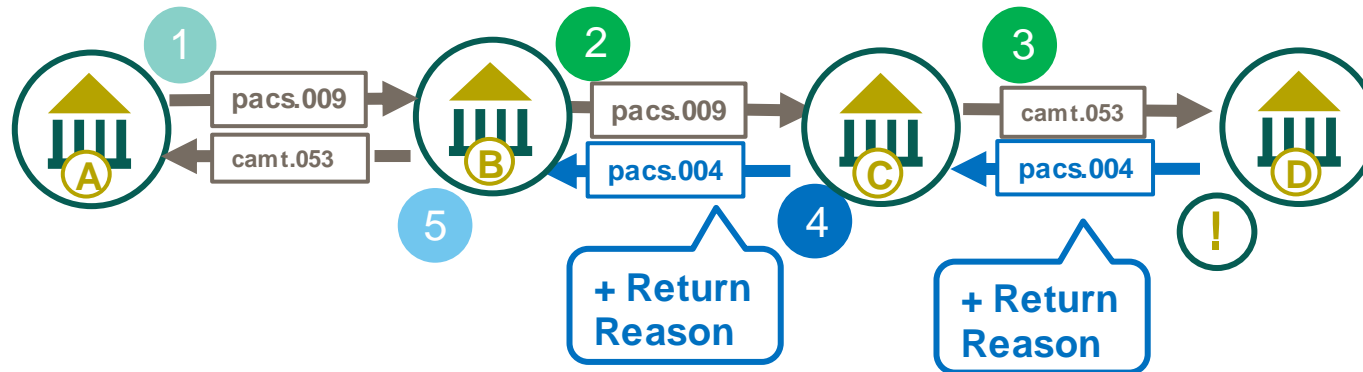 1
2
3
pacs.009
pacs.009
camt.053
A
B
C
D
camt.053
pacs.004
pacs.004
5
4
!
+ Return
Reason
+ Return
Reason